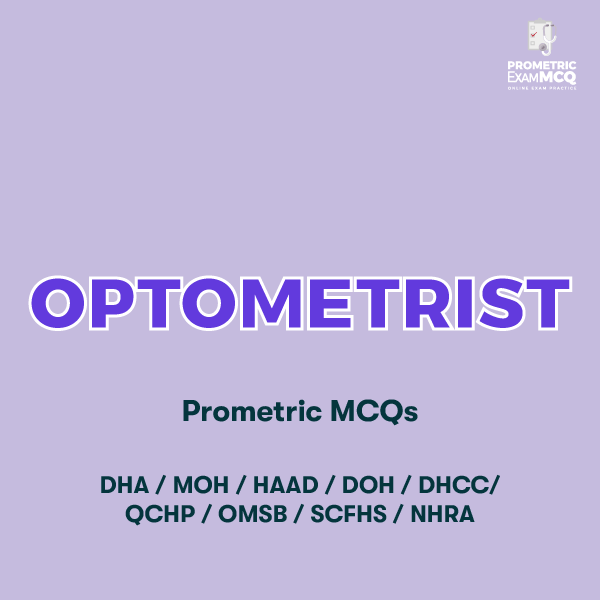 PROMETRIC
EXAMMCQ
ONLINE EXAM PRACTICE
OPTOMETRIST
Prometric MCQs
DHA / MOH / HAAD / DOH / DHCC/
QCHP / OMSB / SCFHS / NHRA